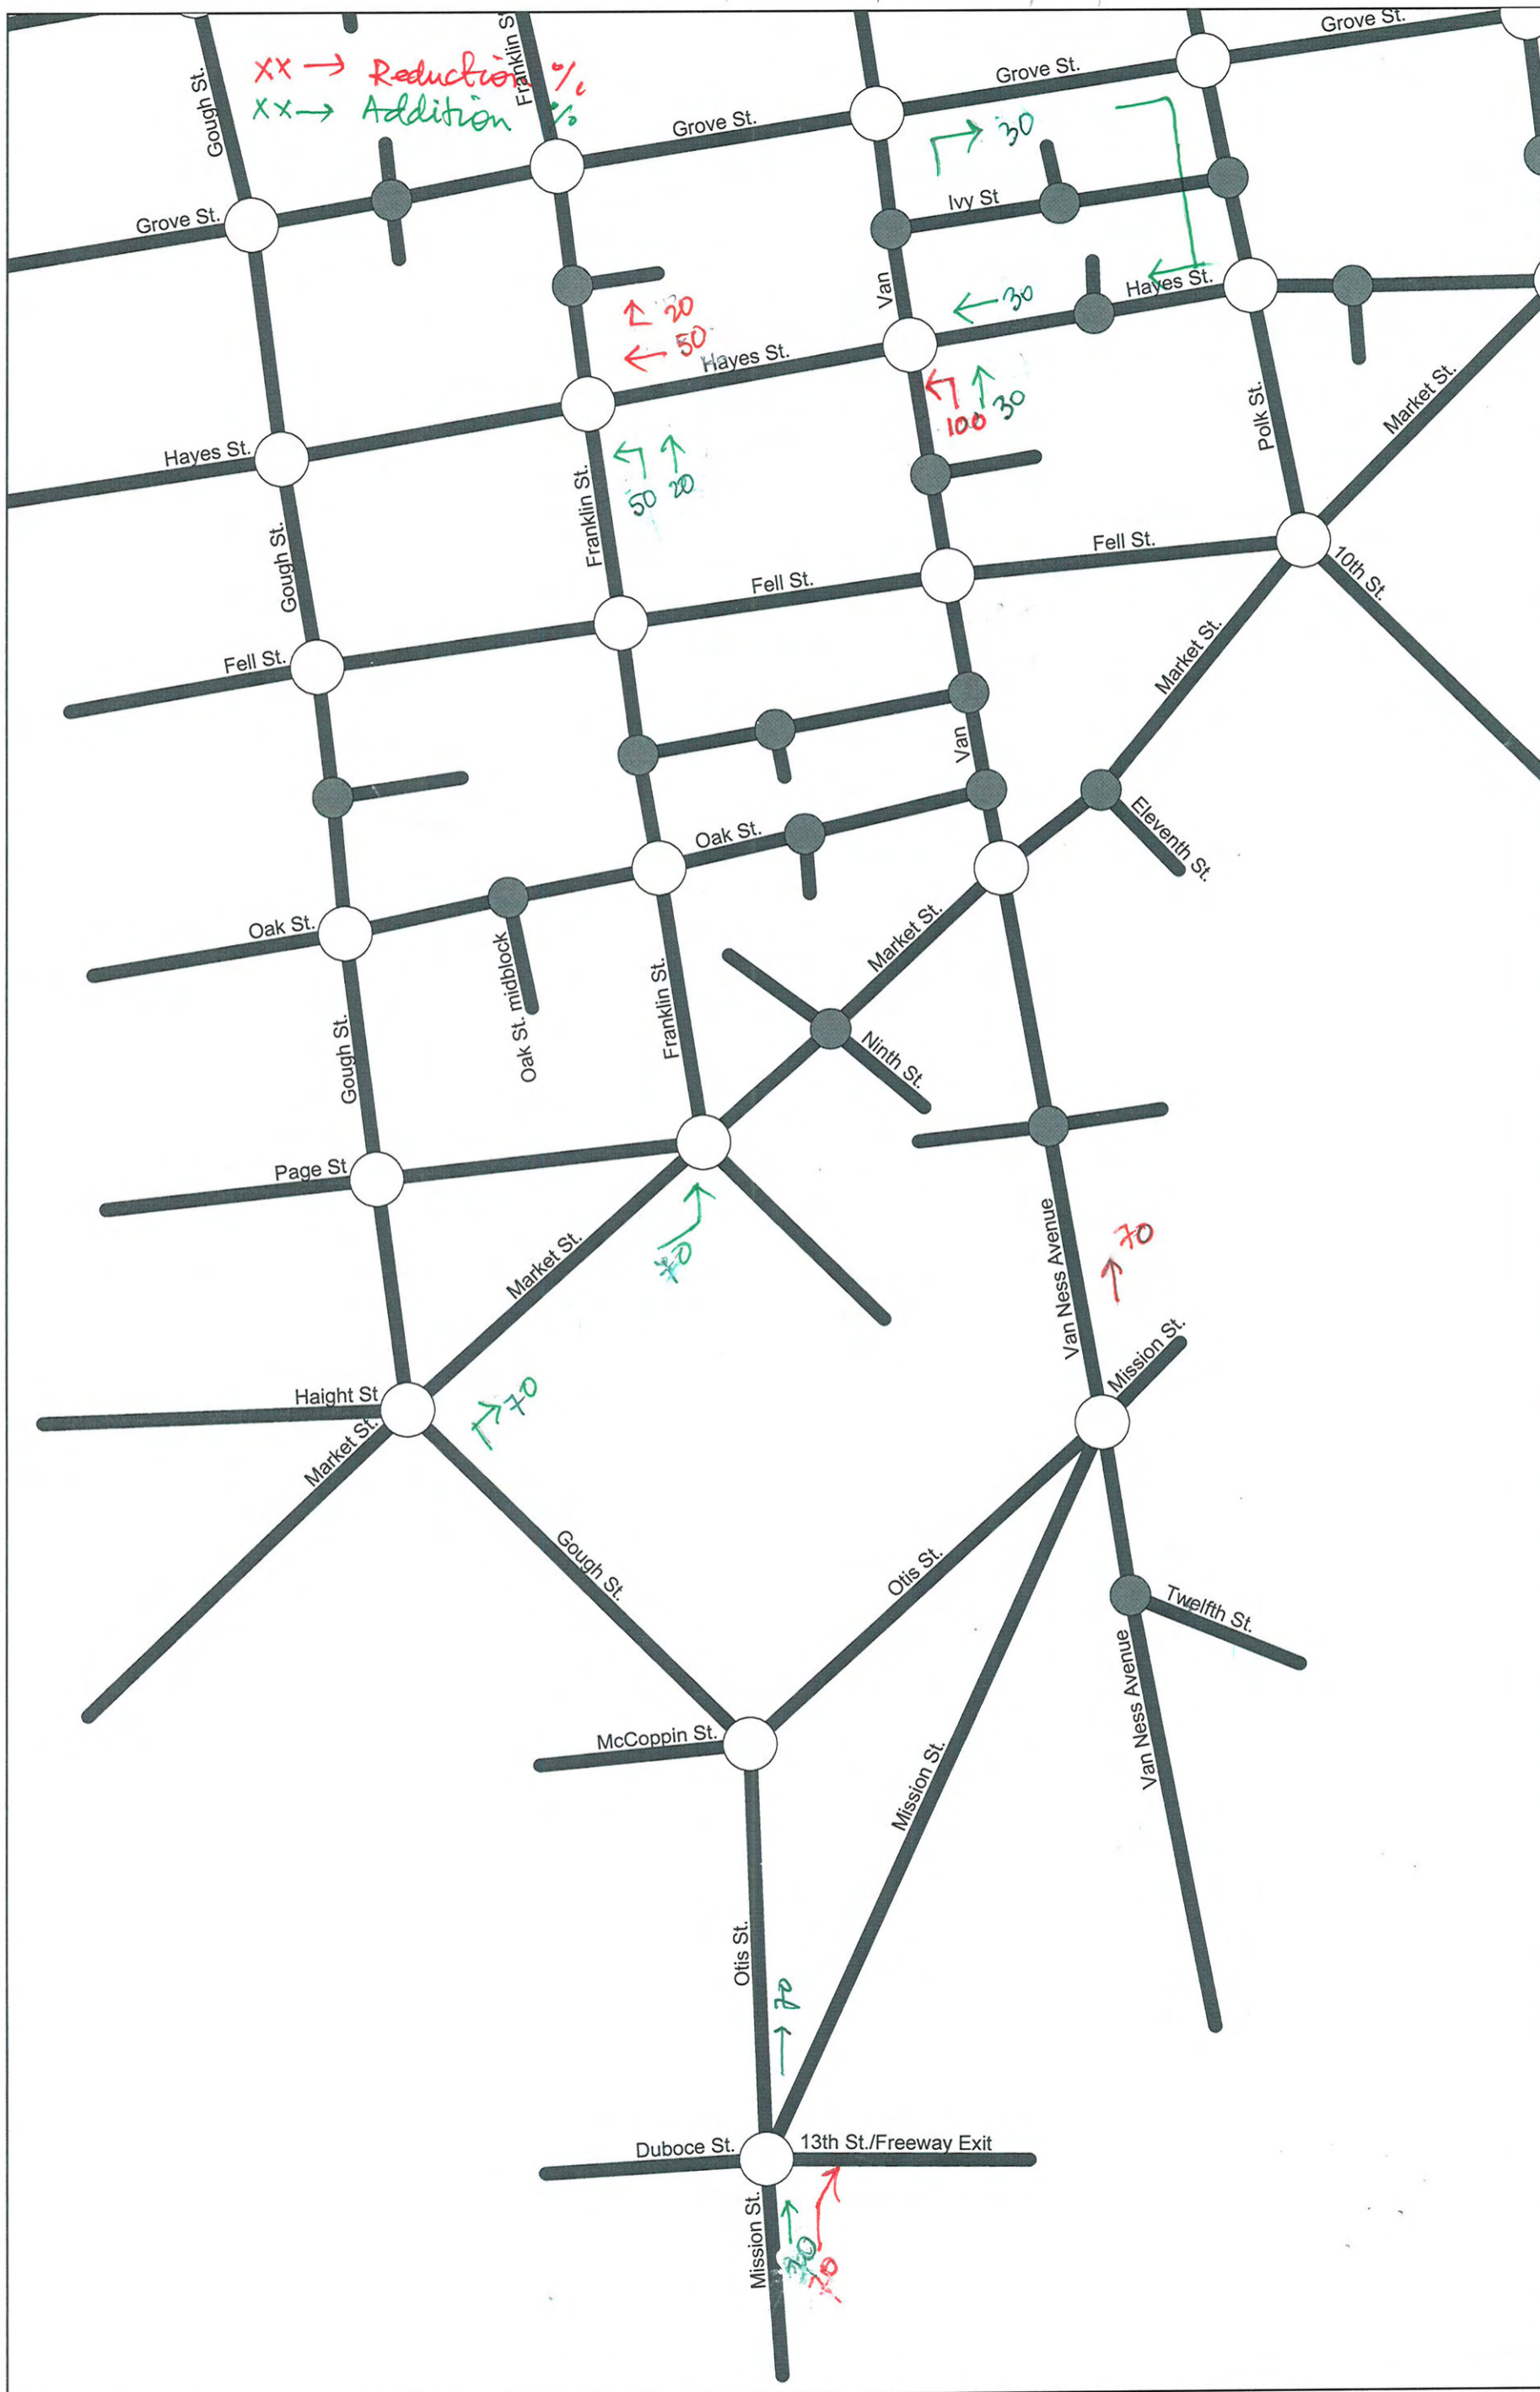 Grove St.
Gough St.
xx → Reduction %
xx → Addition %
Franklin St
Grove St.
Grove St.
Grove St.
30
Ivy St
Van
Hayes St.
30
20
50
Hayes St.
100
30
Polk St.
Market St.
Hayes St.
50 20
Franklin St.
Gough St.
Fell St.
Fell St.
10th St.
Fell St.
Market St.
Van
Eleventh St.
Oak St.
Oak St.
Market St.
Oak St. midblock
Franklin St.
Gough St.
Ninth St.
Page St
Van Ness Avenue
70
Market St.
Mission St.
Haight St
70
Market St.
Gough St.
Otis St.
Twelfth St.
Van Ness Avenue
McCoppin St.
Mission St.
Otis St.
70
Duboce St.
13th St./Freeway Exit
Mission St.